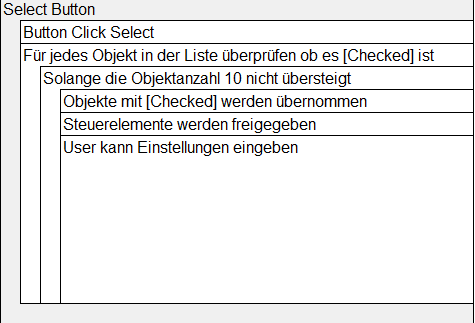 Select Button
Button Click Select
Für jedes Objekt in der Liste überprüfen ob es [Checked] ist
Solange die Objektanzahl 10 nicht übersteigt
Objekte mit [Checked] werden übernommen
Steuerelemente werden freigegeben
User kann Einstellungen eingeben